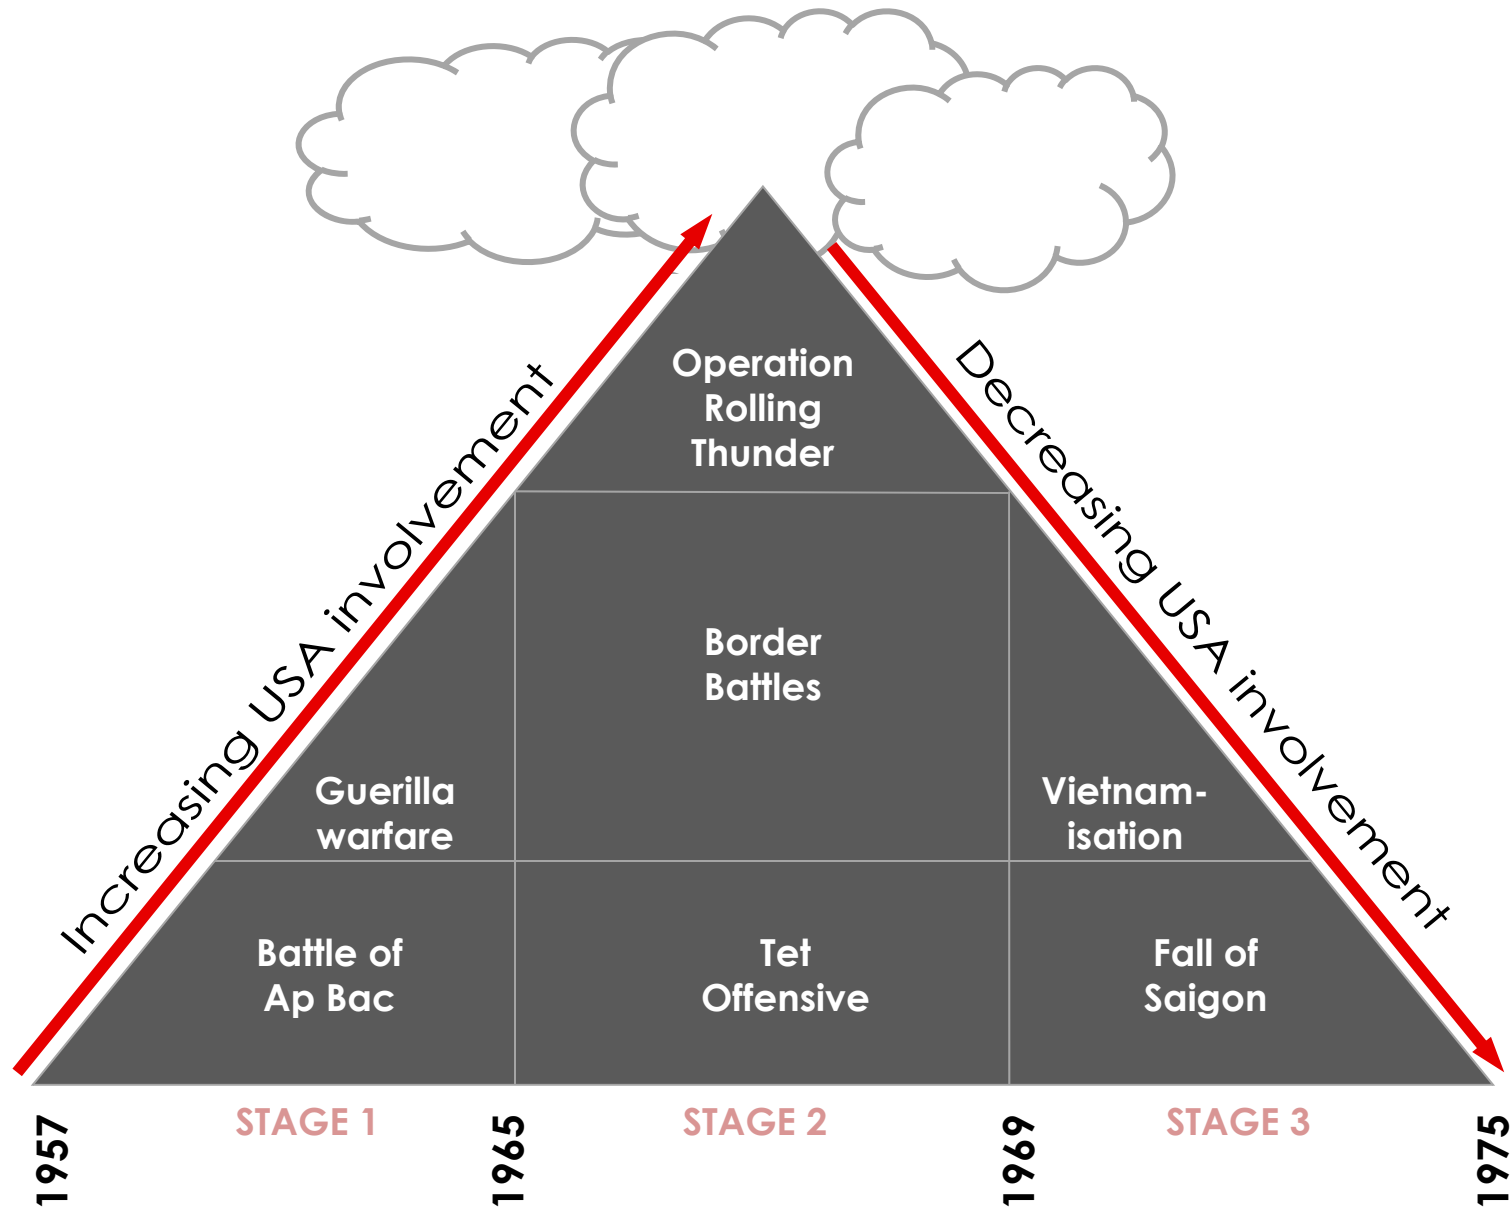 Increasing USA involvement
Decreasing USA involvement
Operation
Rolling
Thunder
Border
Battles
Guerilla
warfare
Vietnam-
isation
Battle of
Ap Bac
Tet
Offensive
Fall of
Saigon
STAGE 1
STAGE 2
STAGE 3
1957
1965
1969
1975